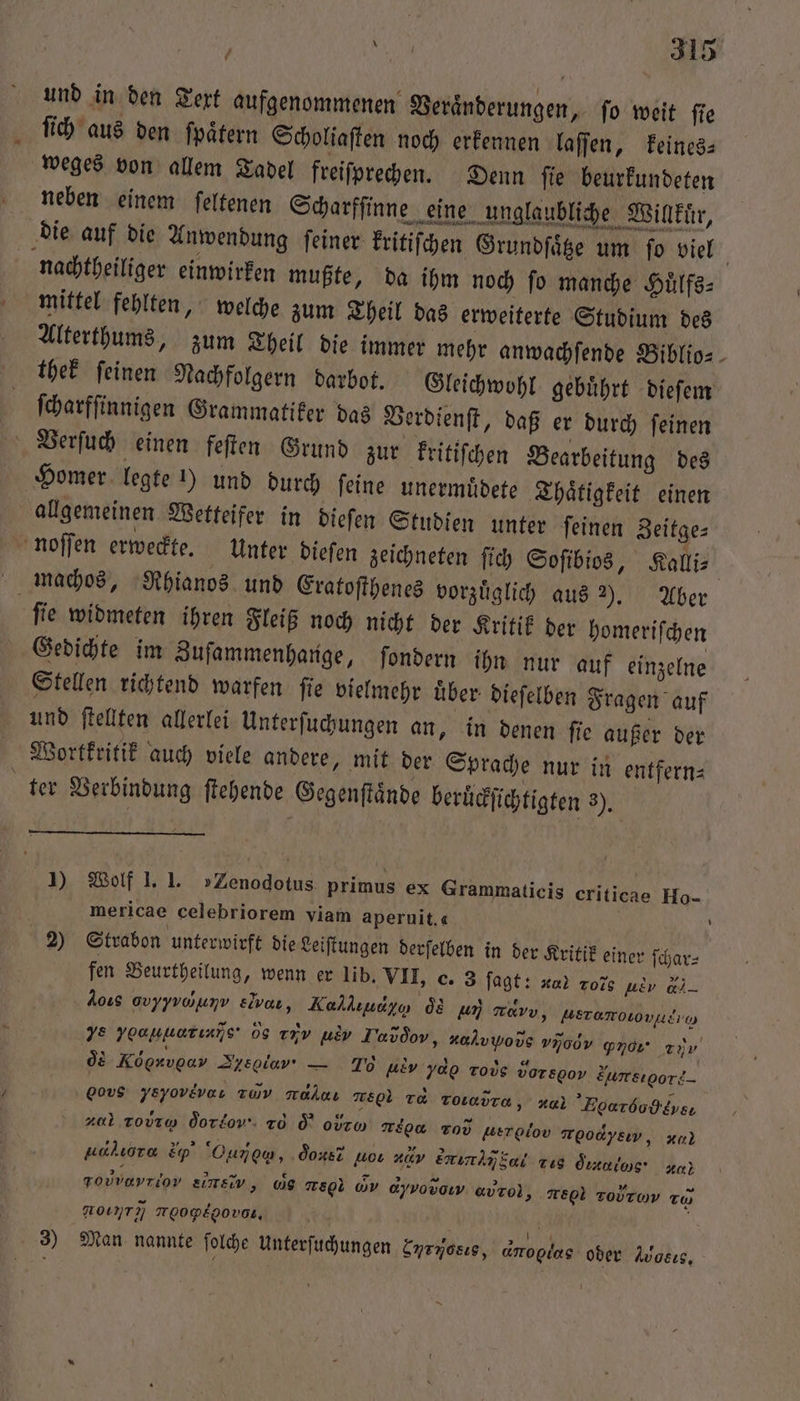 315
und in den Text aufgenommenen Veränderungen, ſo weit ſie
ſich aus den ſpätern Scholiaſten noch erkennen laſſen, keines⸗
weges von allem Tadel freiſprechen. Denn ſie beurkundeten
neben einem ſeltenen Scharfſinne eine unglaubliche Willkür,
die auf die Anwendung ſeiner kritiſchen Grundſätze um ſo viel
nachtheiliger einwirken mußte, da ihm noch ſo manche Hülfs⸗
mittel fehlten, welche zum Theil das erweiterte Studium des
Alterthums, zum Theil die immer mehr anwachſende Biblio⸗
thek ſeinen Nachfolgern darbot. Gleichwohl gebührt dieſem
ſcharfſinnigen Grammatiker das Verdienſt, daß er durch ſeinen
Verſuch einen feſten Grund zur kritiſchen Bearbeitung des
Homer legte 1) und durch ſeine unermüdete Thätigkeit einen
allgemeinen Wetteifer in dieſen Studien unter ſeinen Zeitge⸗
noſſen erweckte. Unter dieſen zeichneten ſich Soſibios, Kalli⸗
machos, Rhianos und Eratoſthenes vorzüglich aus 2). Aber
ſie widmeten ihren Fleiß noch nicht der Kritik der homeriſchen
Gedichte im Zuſammenhange, ſondern ihn nur auf einzelne
Stellen richtend warfen ſie vielmehr über dieſelben Fragen auf
und ſtellten allerlei Unterſuchungen an, in denen ſie außer der
Wortkritik auch viele andere, mit der Sprache nur in entfern⸗
ter Verbindung ſtehende Gegenſtände berückſichtigten 3).
1) Wolf l. l. »Zenodotus primus ex Grammaticis criticae Ho-
mericae celebriorem viam aperuit.«
2) Strabon unterwirft die Leiſtungen derſelben in der Kritik einer ſchar⸗
fen Beurtheilung, wenn er lib. VII, c. 3 ſagt: καὶ τοῖς μὲν ἄλ-
λοις συγγνώμην εἶναι, Καλλιμάχῳ δὲ μὴ πάνυ, μεταποιουμένῳ
γε γραμματικῆς· ὃς τὴν μὲν Γαῦδον, καλυψοῦς νῆσόν φησι· τὴν
δὲ Κόρκυραν Σχερίαν· — Τὸ μὲν γὰρ τοὺς ὕστερον ἐμπειροτέ-
ρους γεγονέναι τῶν πάλαι περὶ τὰ τοιαῦτα, καὶ Ἐρατόσθένει
καὶ τούτῳ δοτέον· τὸ δ' οὕτω πέρα τοῦ μετρίου προάγειν, καὶ
μάλιστα ἐφ' Ὁμήρῳ, δοκεῖ μοι κἂν ἐπιπλῆξαί τις δικαίως· καὶ
τοὐναντίον εἰπεῖν, ὡς περὶ ὧν ἀγνοοῦσιν αὐτοὶ, περὶ τούτων τῷ
ποιητῇ προφέρουσι.
3) Man nannte ſolche Unterſuchungen ζητήσεις, ἀπορίας oder λύσεις.